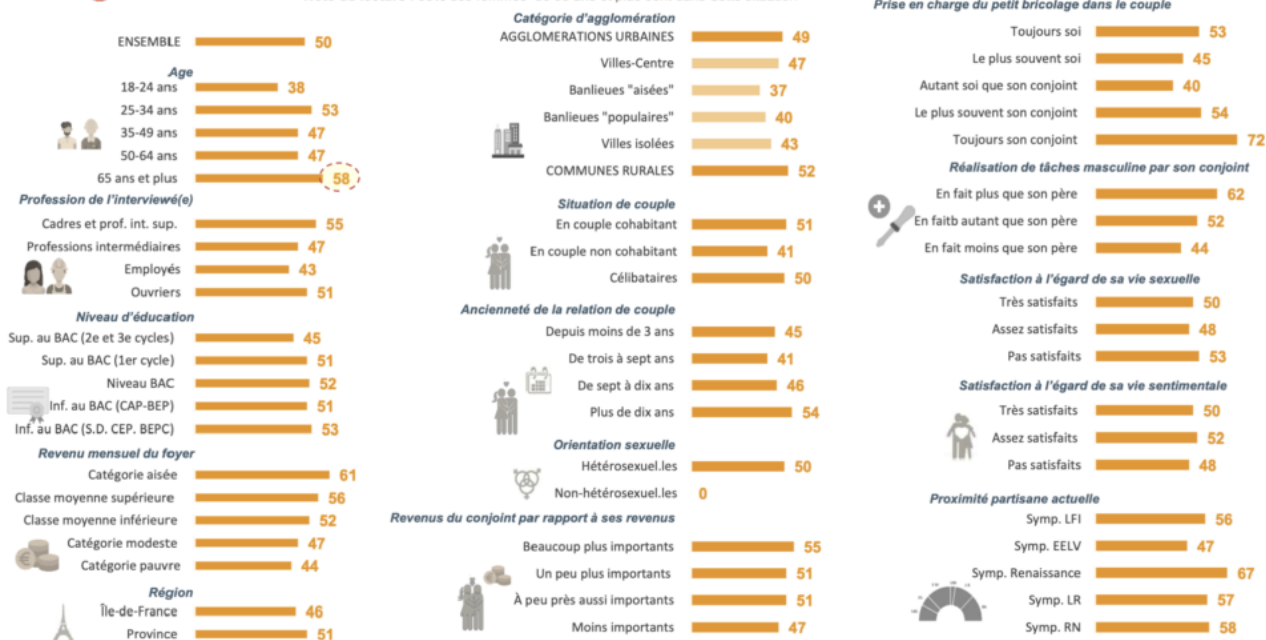 ENSEMBLE 50
Age
18-24 ans 38
25-34 ans 53
35-49 ans 47
50-64 ans 47
65 ans et plus 58
Profession de l'interviewé(e)
Cadres et prof. int. sup. 55
Professions intermédiaires 47
Employés 43
Ouvriers 51
Niveau d'éducation
Sup. au BAC (2e et 3e cycles) 45
Sup. au BAC (1er cycle) 51
Niveau BAC 52
Inf. au BAC (CAP-BEP) 51
Inf. au BAC (S.D. CEP. BEPC) 53
Revenu mensuel du foyer
Catégorie aisée 61
Classe moyenne supérieure 56
Classe moyenne inférieure 52
Catégorie modeste 47
Catégorie pauvre 44
Région
Île-de-France 46
Province 51
Catégorie d'agglomération
AGGLOMERATIONS URBAINES 49
Villes-Centre 47
Banlieues "aisées" 37
Banlieues "populaires" 40
Villes isolées 43
COMMUNES RURALES 52
Situation de couple
En couple cohabitant 51
En couple non cohabitant 41
Célibataires 50
Ancienneté de la relation de couple
Depuis moins de 3 ans 45
De trois à sept ans 41
De sept à dix ans 46
Plus de dix ans 54
Orientation sexuelle
Hétérosexuel.les 50
Non-hétérosexuel.les 0
Revenus du conjoint par rapport à ses revenus
Beaucoup plus importants 55
Un peu plus importants 51
À peu près aussi importants 51
Moins importants 47
Prise en charge du petit bricolage dans le couple
Toujours soi 53
Le plus souvent soi 45
Autant soi que son conjoint 40
Le plus souvent son conjoint 54
Toujours son conjoint 72
Réalisation de tâches masculine par son conjoint
En fait plus que son père 62
En faitb autant que son père 52
En fait moins que son père 44
Satisfaction à l'égard de sa vie sexuelle
Très satisfaits 50
Assez satisfaits 48
Pas satisfaits 53
Satisfaction à l'égard de sa vie sentimentale
Très satisfaits 50
Assez satisfaits 52
Pas satisfaits 48
Proximité partisane actuelle
Symp. LFI 56
Symp. EELV 47
Symp. Renaissance 67
Symp. LR 57
Symp. RN 58